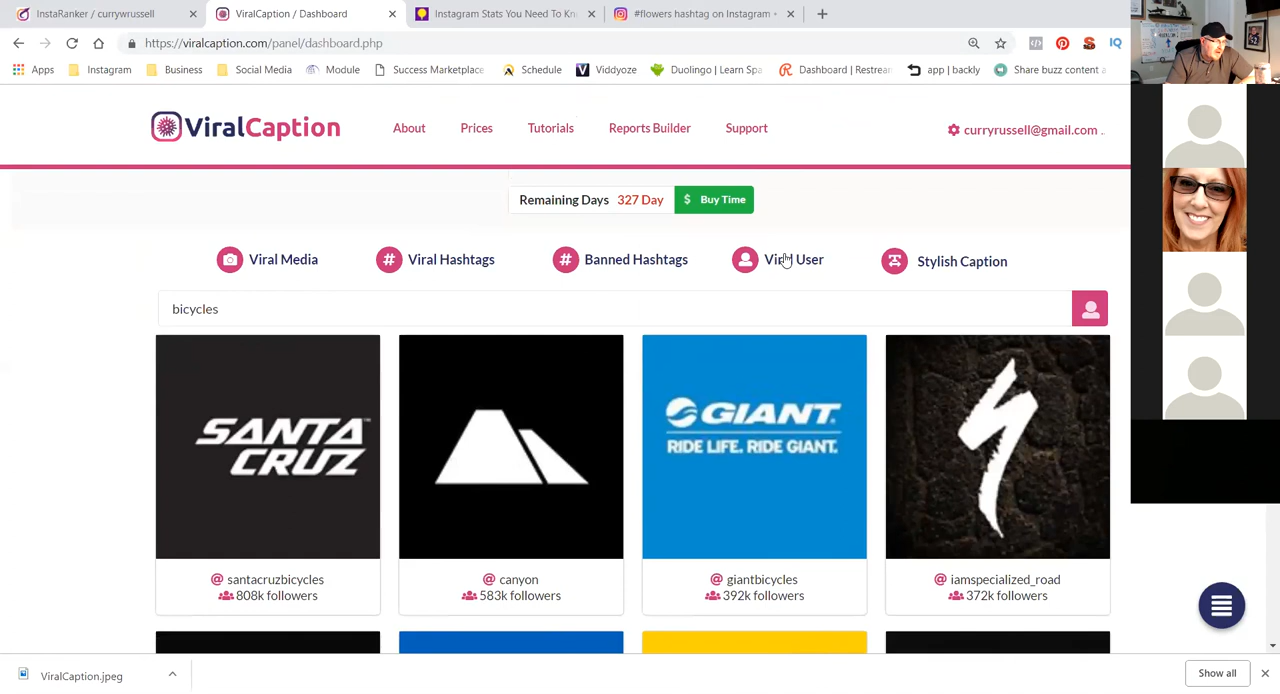 InstaRanker / currywrussell
ViralCaption / Dashboard
Instagram Stats You Need To Kn
#flowers hashtag on Instagram •
https://viralcaption.com/panel/dashboard.php
IQ
Apps
Instagram
Business
Social Media
Module
Success Marketplace
Schedule
Viddyoze
Duolingo | Learn Spa
Dashboard | Restrea
app | backly
Share buzz content a
ViralCaption
About
Prices
Tutorials
Reports Builder
Support
curryrussell@gmail.com ..
Remaining Days 327 Day
$ Buy Time
Viral Media
# Viral Hashtags
# Banned Hashtags
Viral User
Stylish Caption
bicycles
SANTA CRUZ
GIANT.
RIDE LIFE. RIDE GIANT.
@ santacruzbicycles
808k followers
@ canyon
583k followers
@ giantbicycles
392k followers
@ iamspecialized_road
372k followers
ViralCaption.jpeg
Show all